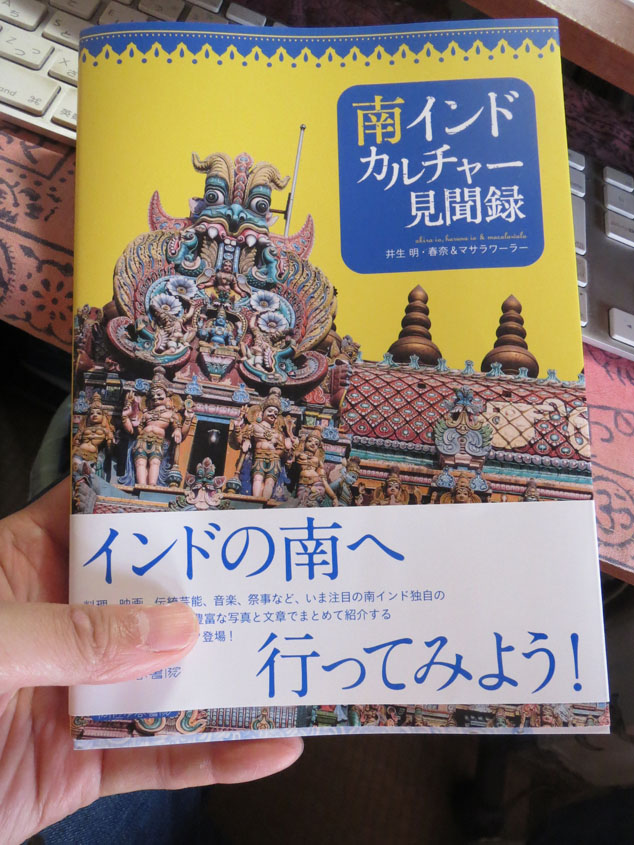 南インド
カルチャー
見聞録
akira io, haruna io & masalawala
井生 明・春奈＆マサラワーラー
インドの南へ
料理、映画、伝統芸能、音楽、祭事など、いま注目の南インド独自の
豊富な写真と文章でまとめて紹介する
登場！
行ってみよう！